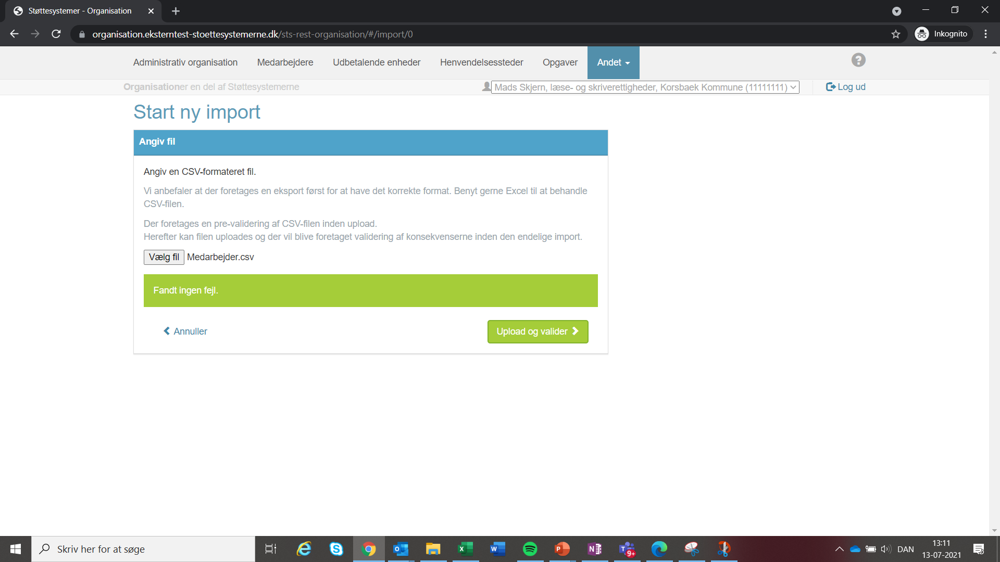 Støttesystemer - Organisation
organisation.eksterntest-stoettesystemerne.dk/sts-rest-organisation/#/import/0
Inkognito
Administrativ organisation Medarbejdere Udbetalende enheder Henvendelsessteder Opgaver Andet
?
Organisationer en del af Støttesystemerne
Mads Skjern, læse- og skriverettigheder, Korsbaek Kommune (11111111)
Log ud
Start ny import
Angiv fil
Angiv en CSV-formateret fil.
Vi anbefaler at der foretages en eksport først for at have det korrekte format. Benyt gerne Excel til at behandle
CSV-filen.
Der foretages en pre-validering af CSV-filen inden upload.
Herefter kan filen uploades og der vil blive foretaget validering af konsekvenserne inden den endelige import.
Vælg fil Medarbejder.csv
Fandt ingen fejl.
Annuller
Upload og valider
Skriv her for at søge
9+
DAN
13:11
13-07-2021